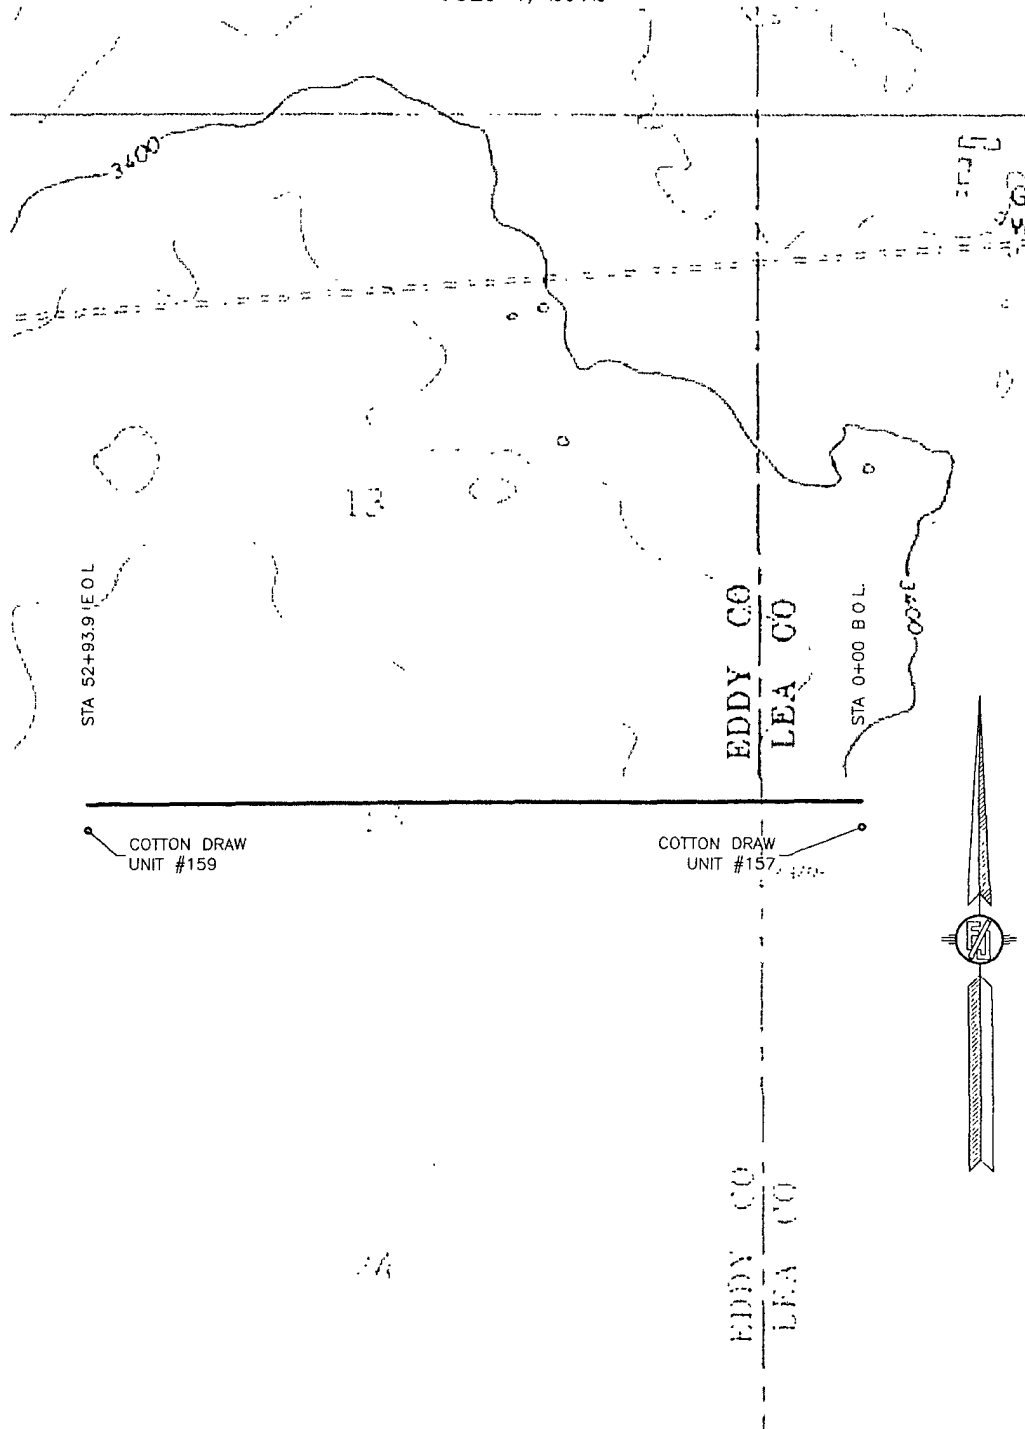 3400
13
STA 52+93.9 E O L
EDDY CO
LEA CO
STA 0+00 B O L
3400
COTTON DRAW
UNIT #159
COTTON DRAW
UNIT #157
EDDY CO
LEA CO